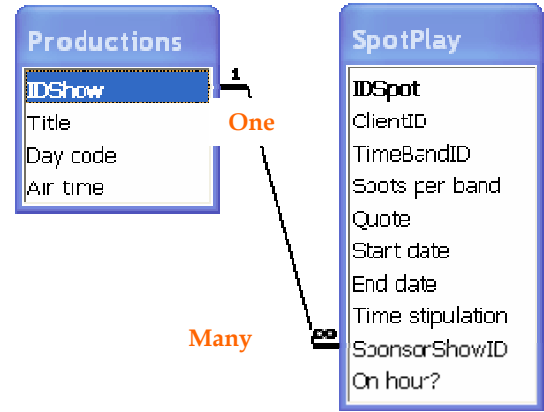 Productions
IDShow
Title
Day code
Air time
1
One
Many
∞
SpotPlay
IDSpot
ClientID
TimeBandID
Spots per band
Quote
Start date
End date
Time stipulation
SponsorShowID
On hour?